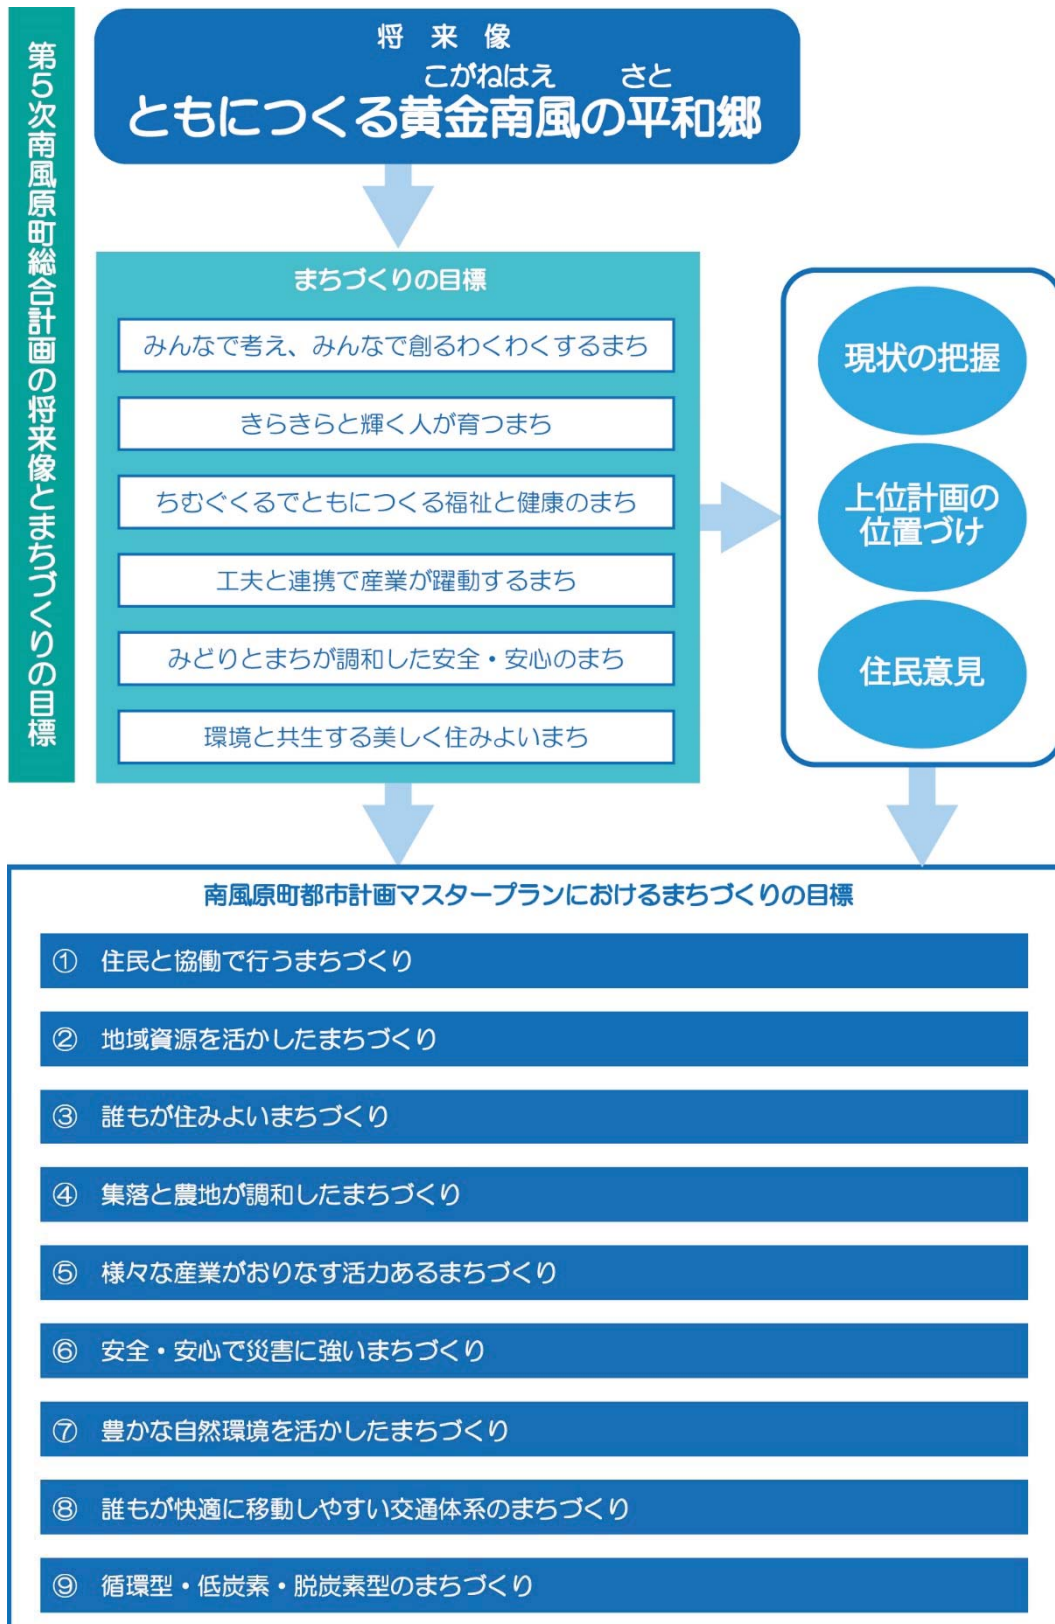 第5次南風原町総合計画の将来像とまちづくりの目標
将来像
こがねはえ さと
ともにつくる黄金南風の平和郷
まちづくりの目標
みんなで考え、みんなで創るわくわくするまち
きらきらと輝く人が育つまち
ちむぐくるでともにつくる福祉と健康のまち
工夫と連携で産業が躍動するまち
みどりとまちが調和した安全・安心のまち
環境と共生する美しく住みよいまち
現状の把握
上位計画の
位置づけ
住民意見
南風原町都市計画マスタープランにおけるまちづくりの目標
① 住民と協働で行うまちづくり
② 地域資源を活かしたまちづくり
③ 誰もが住みよいまちづくり
④ 集落と農地が調和したまちづくり
⑤ 様々な産業がおりなす活力あるまちづくり
⑥ 安全・安心で災害に強いまちづくり
⑦ 豊かな自然環境を活かしたまちづくり
⑧ 誰もが快適に移動しやすい交通体系のまちづくり
⑨ 循環型・低炭素・脱炭素型のまちづくり